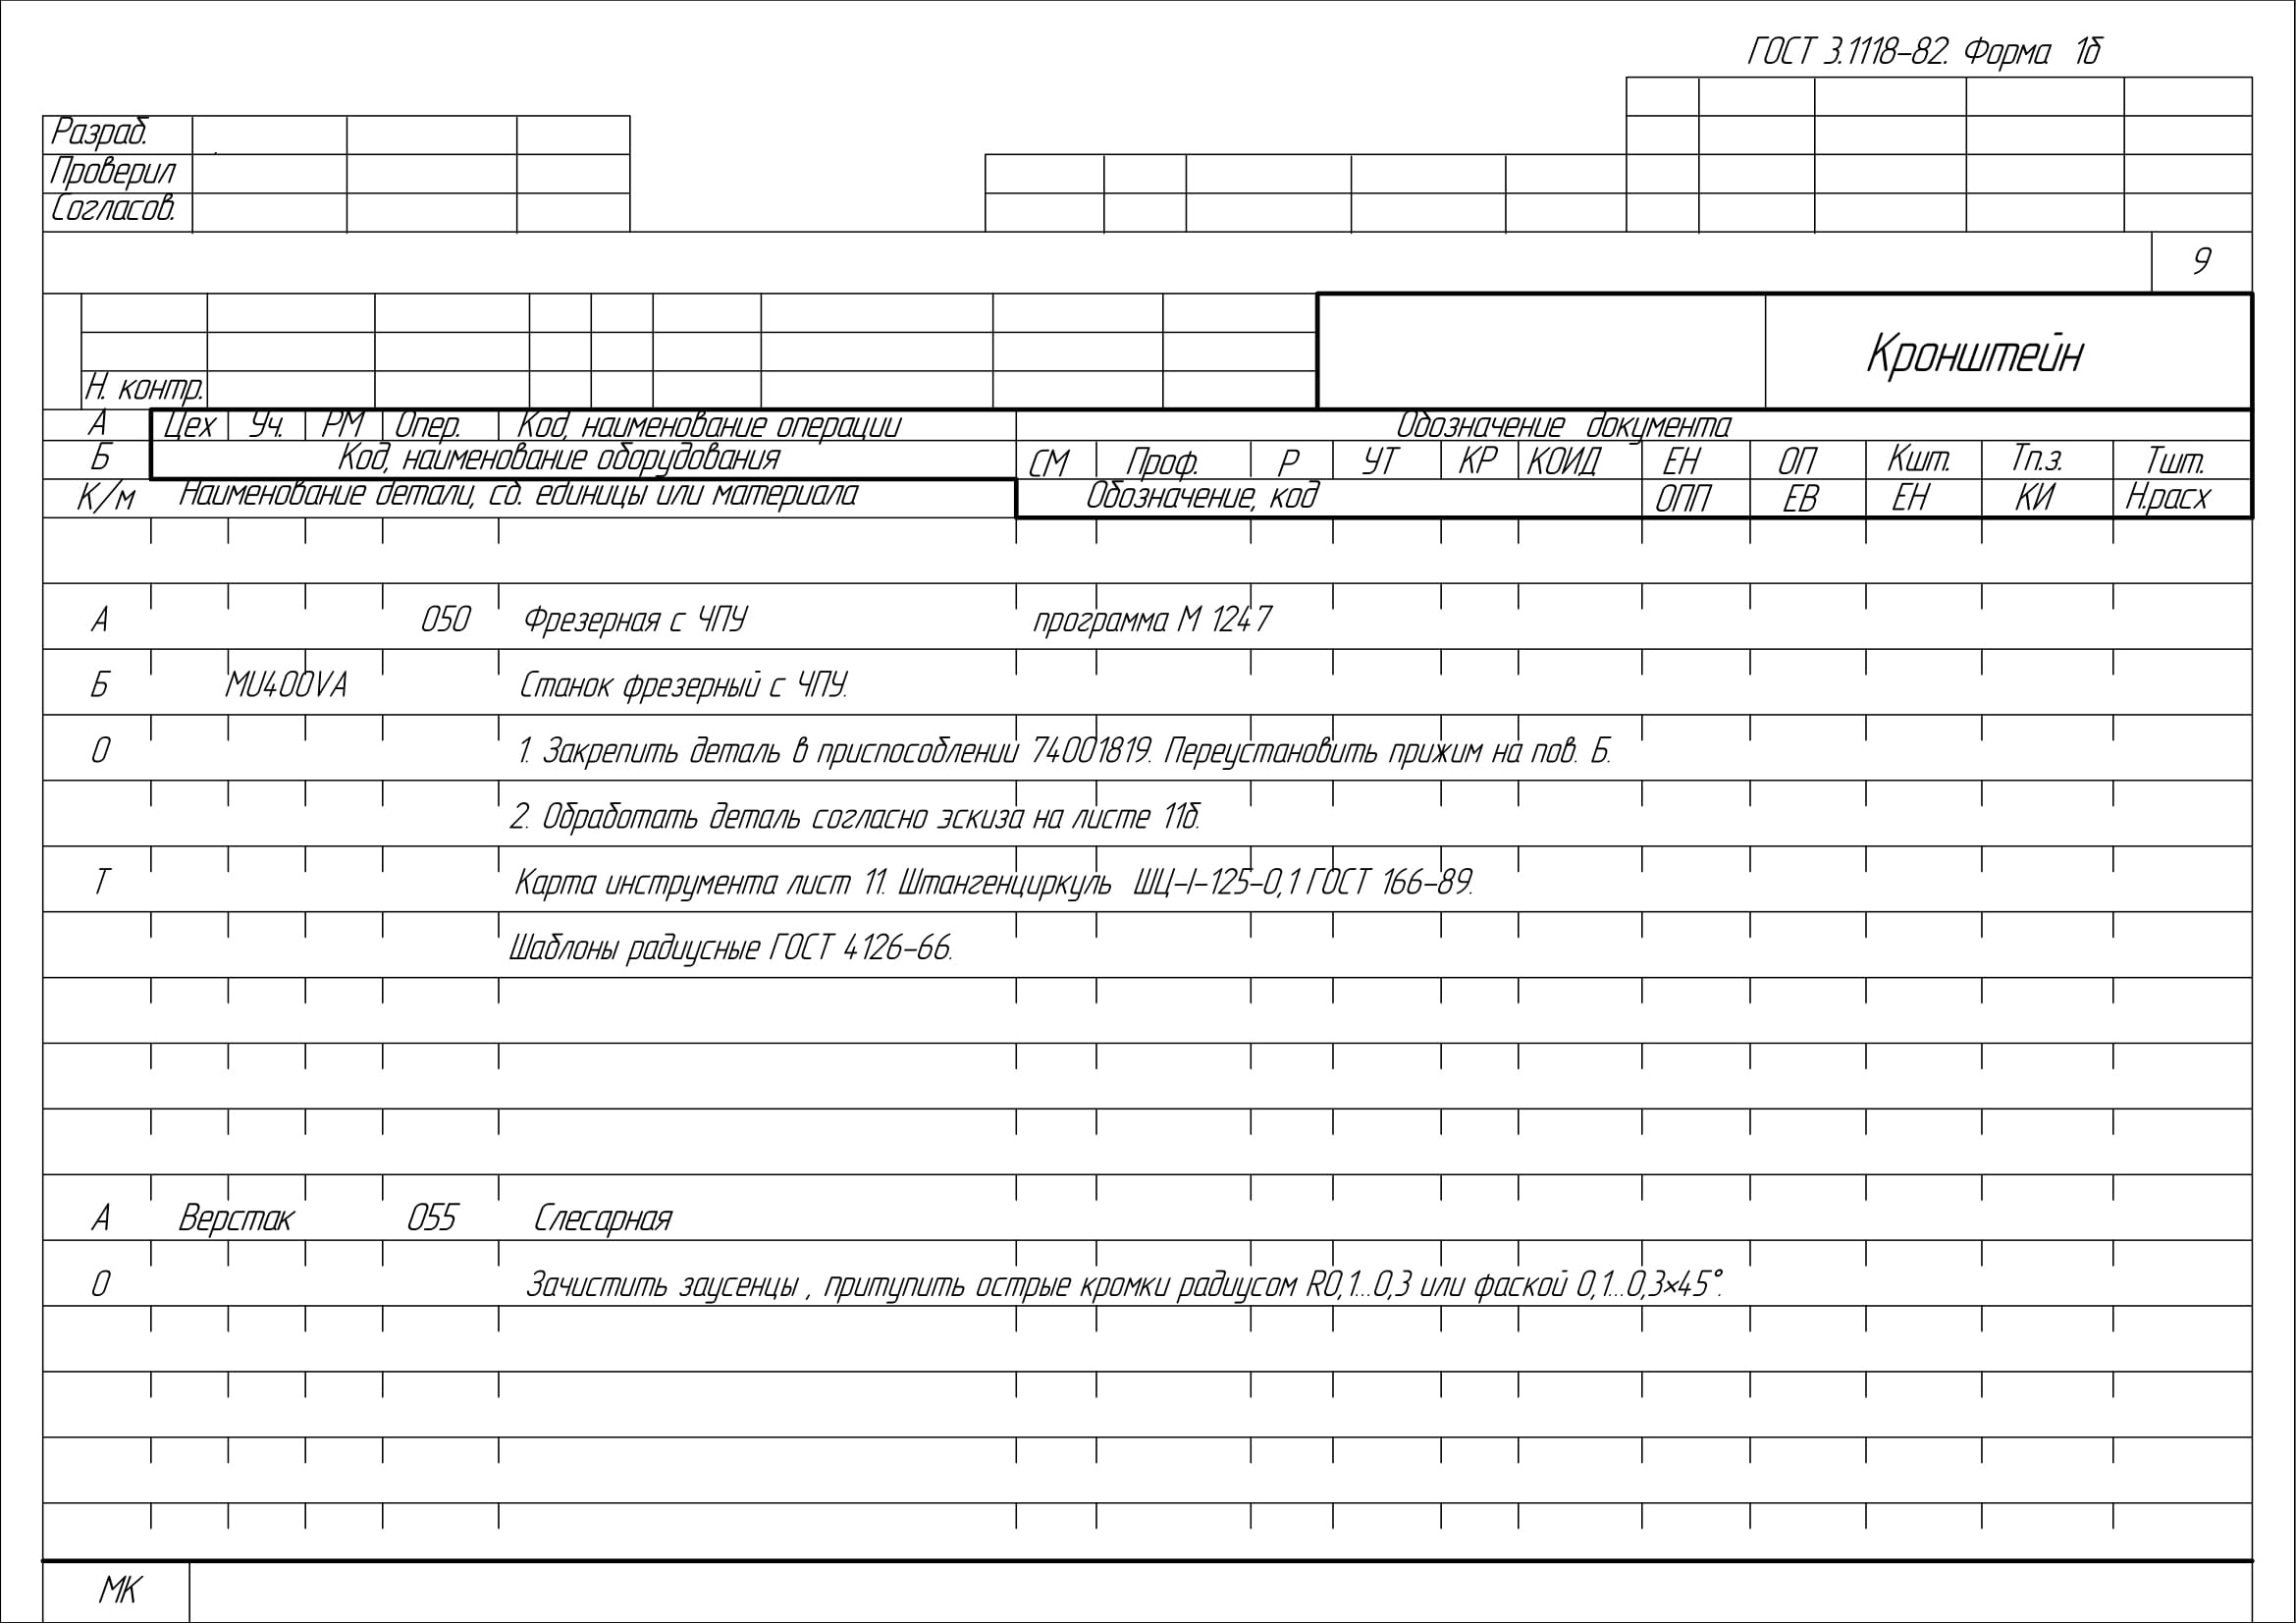 ГОСТ 3.1118-82. Форма 1б
Разраб.
Проверил
Согласов.
9
Кронштейн
Н. контр.
А Цех Уч. РМ Опер. Код, наименование операции Обозначение документа
Б Код, наименование оборудования СМ Проф. Р УТ КР КОИД ЕН ОП Кшт. Тп.з. Тшт.
К/м Наименование детали, сб. единицы или материала Обозначение, код ОПП ЕВ ЕН КИ Н.расх
А 050 Фрезерная с ЧПУ программа М 1247
Б MU400VA Станок фрезерный с ЧПУ.
О 1. Закрепить деталь в приспособлении 74001819. Переустановить прижим на пов. Б.
2. Обработать деталь согласно эскиза на листе 11б.
Т Карта инструмента лист 11. Штангенциркуль ШЦ-I-125-0,1 ГОСТ 166-89.
Шаблоны радиусные ГОСТ 4126-66.
А Верстак 055 Слесарная
О Зачистить заусенцы , притупить острые кромки радиусом R0,1...0,3 или фаской 0,1...0,3×45°.
МК